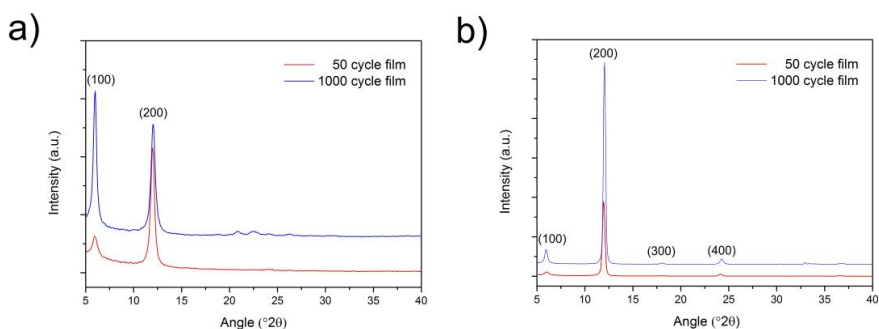 a)
50 cycle film
1000 cycle film
(100)
(200)
Intensity (a.u.)
5 10 15 20 25 30 35 40
Angle (°2θ)
b)
(200)
50 cycle film
1000 cycle film
(100)
(300)
(400)
Intensity (a.u.)
5 10 15 20 25 30 35 40
Angle (°2θ)